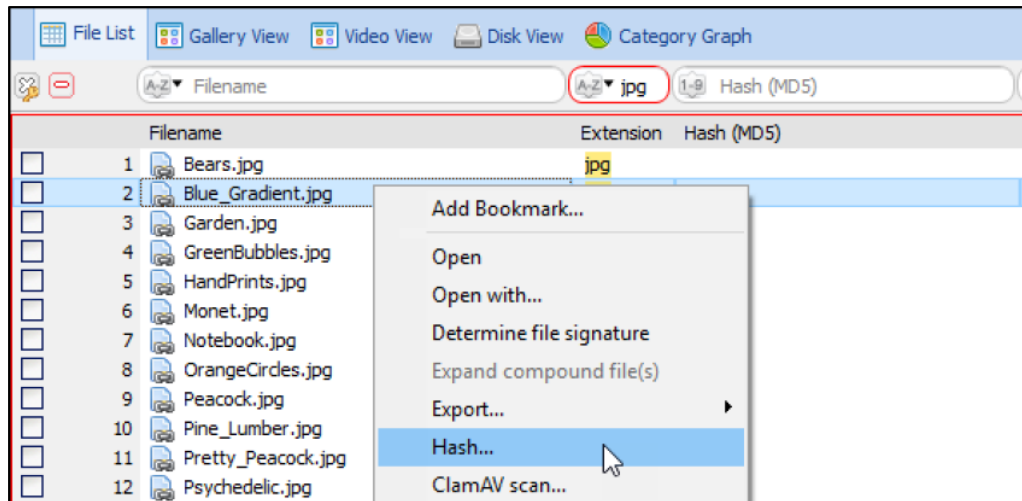 File List Gallery View Video View Disk View Category Graph
A-Z Filename A-Z jpg 1-9 Hash (MD5)
Filename Extension Hash (MD5)
1 Bears.jpg jpg
2 Blue_Gradient.jpg
3 Garden.jpg
4 GreenBubbles.jpg
5 HandPrints.jpg
6 Monet.jpg
7 Notebook.jpg
8 OrangeCircles.jpg
9 Peacock.jpg
10 Pine_Lumber.jpg
11 Pretty_Peacock.jpg
12 Psychedelic.jpg
Add Bookmark...
Open
Open with...
Determine file signature
Expand compound file(s)
Export...
Hash...
ClamAV scan...